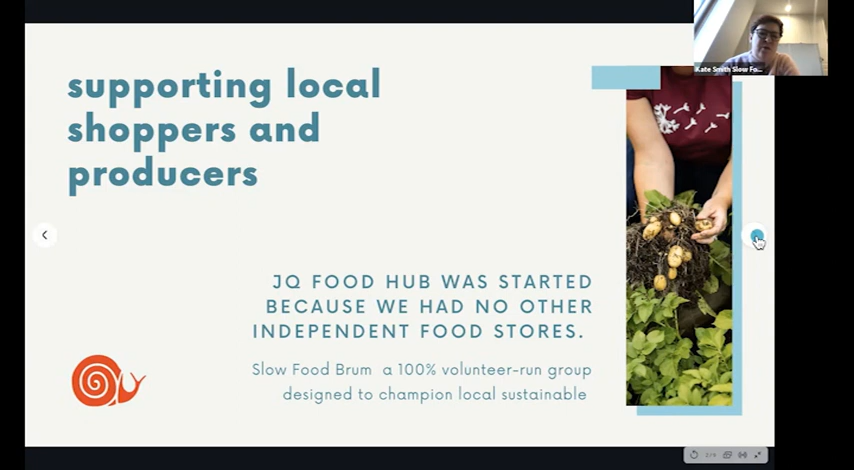 Kate Smith Slow Fo...
supporting local
shoppers and
producers
JQ FOOD HUB WAS STARTED
BECAUSE WE HAD NO OTHER
INDEPENDENT FOOD STORES.
Slow Food Brum a 100% volunteer-run group
designed to champion local sustainable